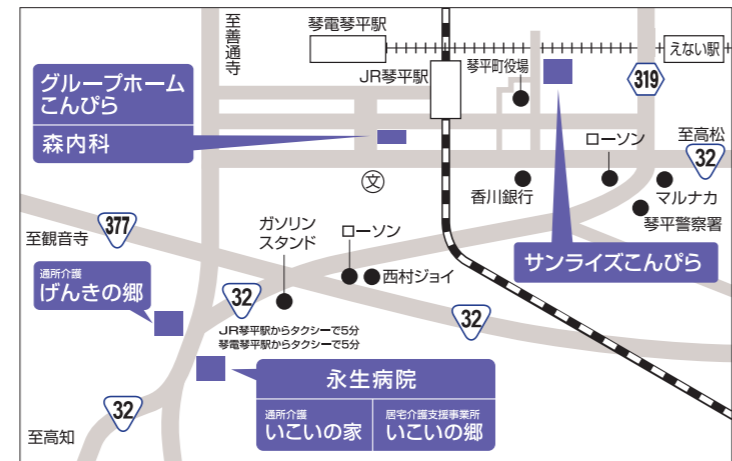 至善通寺
琴電琴平駅
えない駅
JR琴平駅
琴平町役場
319
グループホーム
こんぴら
森内科
ローソン
至高松
32
文
香川銀行
マルナカ
琴平警察署
377
至観音寺
ガソリン
スタンド
ローソン
サンライズこんぴら
通所介護
げんきの郷
西村ジョイ
32
32
JR琴平駅からタクシーで5分
琴電琴平駅からタクシーで5分
永生病院
通所介護
いこいの家
居宅介護支援事業所
いこいの郷
32
至高知